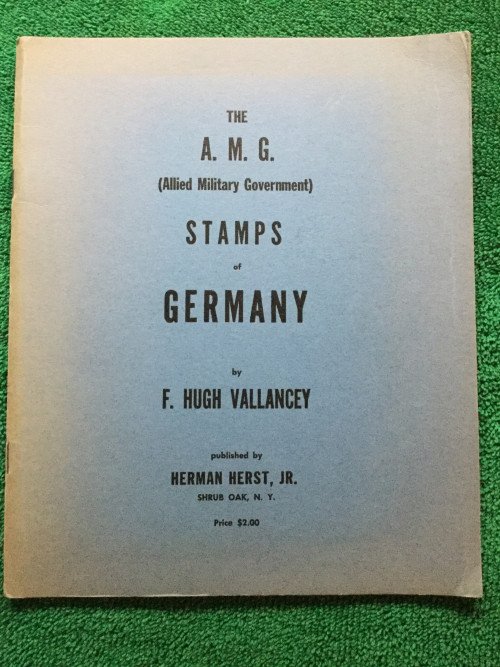 THE
A. M. G.
(Allied Military Government)
STAMPS
of
GERMANY
by
F. HUGH VALLANCEY
published by
HERMAN HERST, JR.
SHRUB OAK, N. Y.
Price $2.00